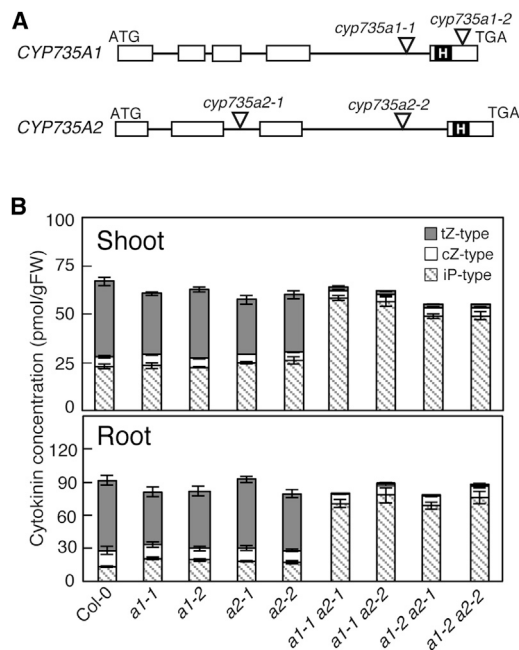 A
CYP735A1
ATG
cyp735a1-1
cyp735a1-2
TGA
H
CYP735A2
ATG
cyp735a2-1
cyp735a2-2
TGA
H
B
Cytokinin concentration (pmol/gFW)
100
75
50
25
0
Shoot
tZ-type
cZ-type
iP-type
120
90
60
30
0
Root
Col-0
a1-1
a1-2
a2-1
a2-2
a1-1 a2-1
a1-1 a2-2
a1-2 a2-1
a1-2 a2-2